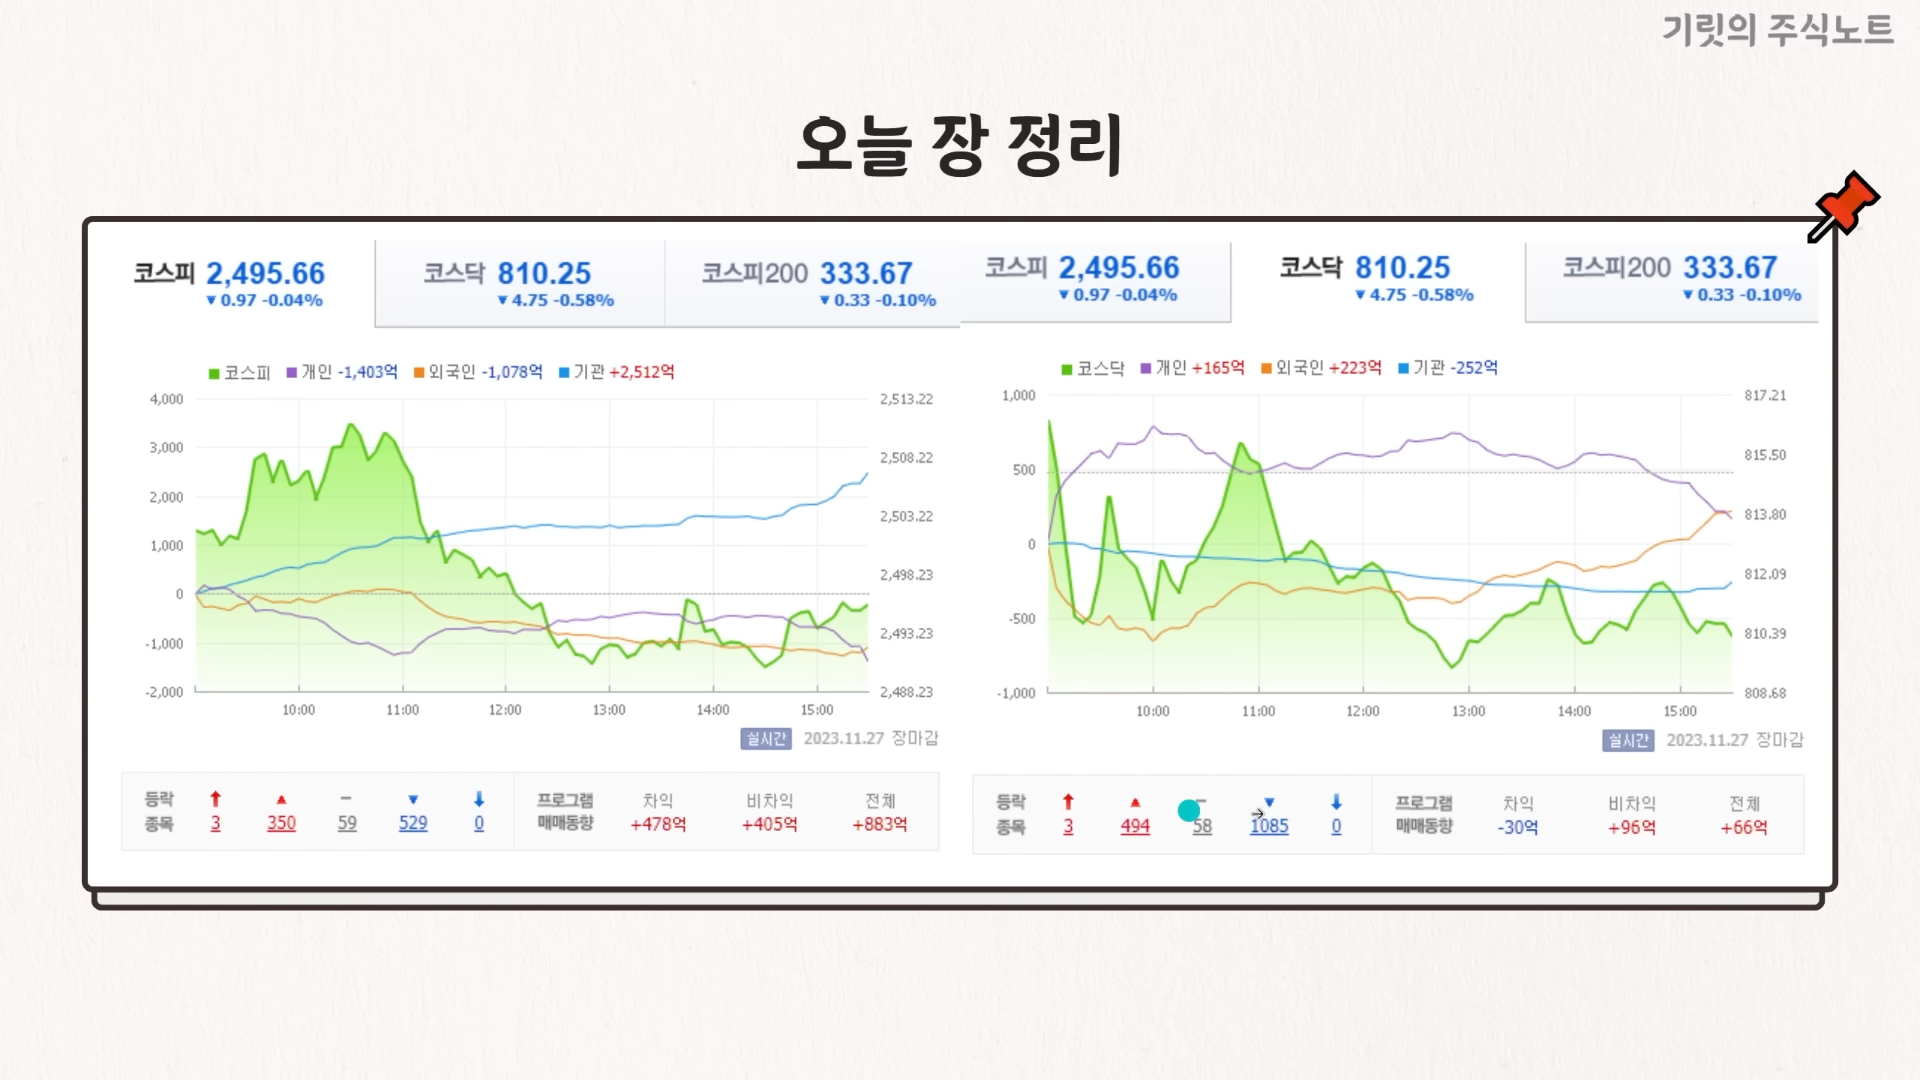 기릿의 주식노트
오늘 장 정리
코스피 2,495.66
▼0.97 -0.04%
코스닥 810.25
▼4.75 -0.58%
코스피200 333.67
▼0.33 -0.10%
코스피 개인 -1,403억 외국인 -1,078억 기관 +2,512억
4,000
3,000
2,000
1,000
0
-1,000
-2,000
2,513.22
2,508.22
2,503.22
2,498.23
2,493.23
2,488.23
10:00 11:00 12:00 13:00 14:00 15:00
실시간 2023.11.27 장마감
등락 ↑ ▲ – ▼ ↓
종목 3 350 59 529 0
프로그램 차익 비차익 전체
매매동향 +478억 +405억 +883억
코스피 2,495.66
▼0.97 -0.04%
코스닥 810.25
▼4.75 -0.58%
코스피200 333.67
▼0.33 -0.10%
코스닥 개인 +165억 외국인 +223억 기관 -252억
1,000
500
0
-500
-1,000
817.21
815.50
813.80
812.09
810.39
808.68
10:00 11:00 12:00 13:00 14:00 15:00
실시간 2023.11.27 장마감
등락 ↑ ▲ – ▼ ↓
종목 3 494 58 1085 0
프로그램 차익 비차익 전체
매매동향 -30억 +96억 +66억